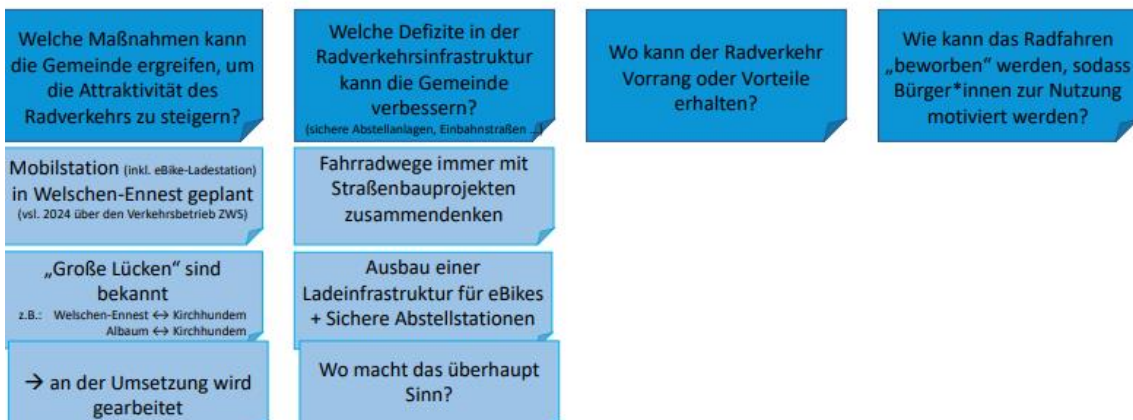 Welche Maßnahmen kann
die Gemeinde ergreifen, um
die Attraktivität des
Radverkehrs zu steigern?
Mobilstation (inkl. eBike-Ladestation)
in Welschen-Ennest geplant
(vsl. 2024 über den Verkehrsbetrieb ZWS)
„Große Lücken“ sind
bekannt
z.B.: Welschen-Ennest ↔ Kirchhundem
Albaum ↔ Kirchhundem
→ an der Umsetzung wird
gearbeitet
Welche Defizite in der
Radverkehrsinfrastruktur
kann die Gemeinde
verbessern?
(sichere Abstellanlagen, Einbahnstraßen …)
Fahrradwege immer mit
Straßenbauprojekten
zusammendenken
Ausbau einer
Ladeinfrastruktur für eBikes
+ Sichere Abstellstationen
Wo macht das überhaupt
Sinn?
Wo kann der Radverkehr
Vorrang oder Vorteile
erhalten?
Wie kann das Radfahren
„beworben“ werden, sodass
Bürger*innen zur Nutzung
motiviert werden?